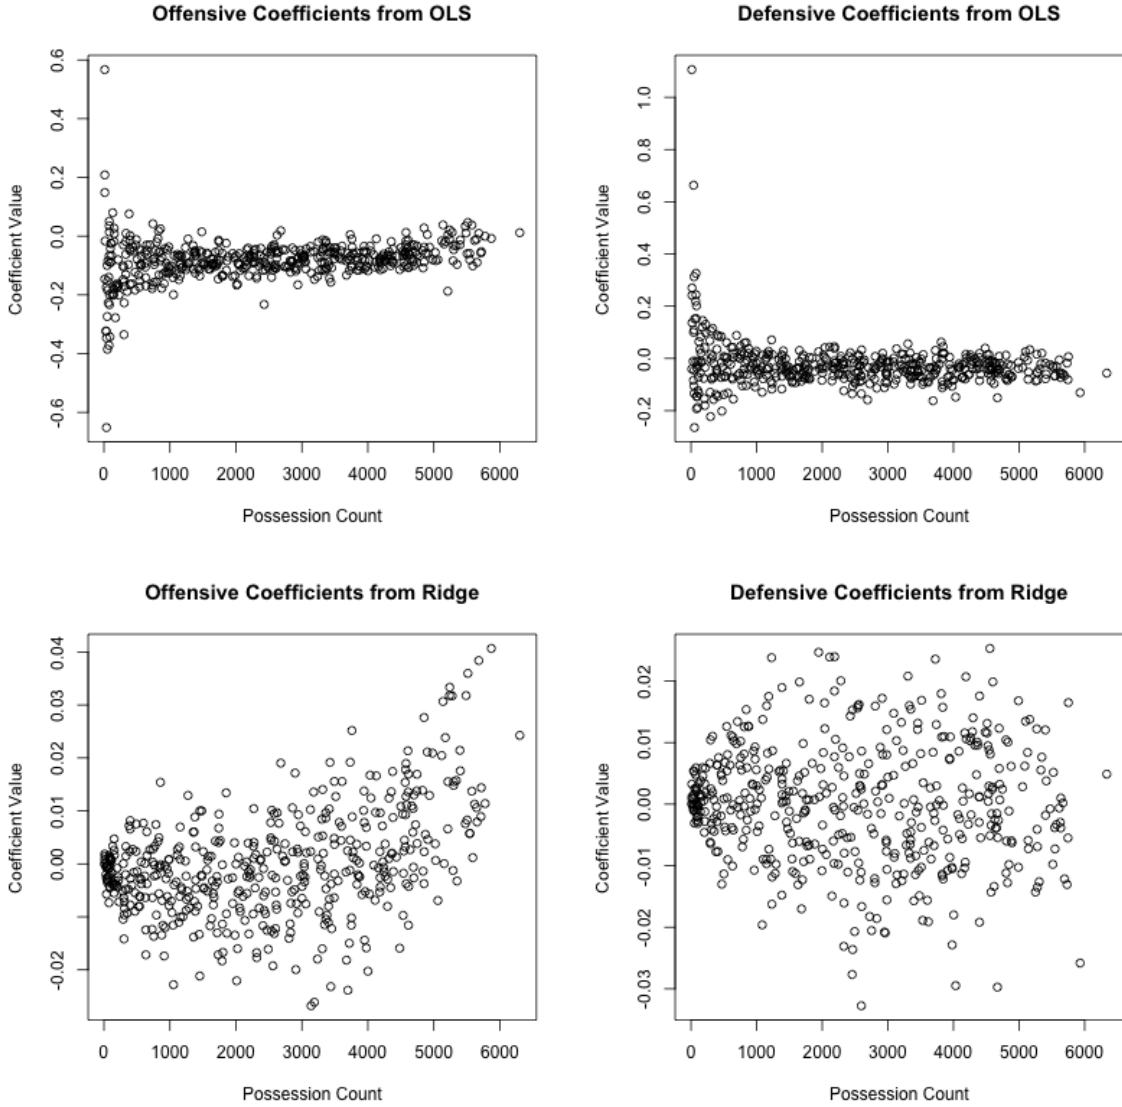 Offensive Coefficients from OLS
Coefficient Value
0.6
0.4
0.2
0.0
-0.2
-0.4
-0.6
0 1000 2000 3000 4000 5000 6000
Possession Count
Defensive Coefficients from OLS
Coefficient Value
1.0
0.8
0.6
0.4
0.2
0.0
-0.2
0 1000 2000 3000 4000 5000 6000
Possession Count
Offensive Coefficients from Ridge
Coefficient Value
0.04
0.03
0.02
0.01
0.00
-0.02
0 1000 2000 3000 4000 5000 6000
Possession Count
Defensive Coefficients from Ridge
Coefficient Value
0.02
0.01
0.00
-0.01
-0.02
-0.03
0 1000 2000 3000 4000 5000 6000
Possession Count